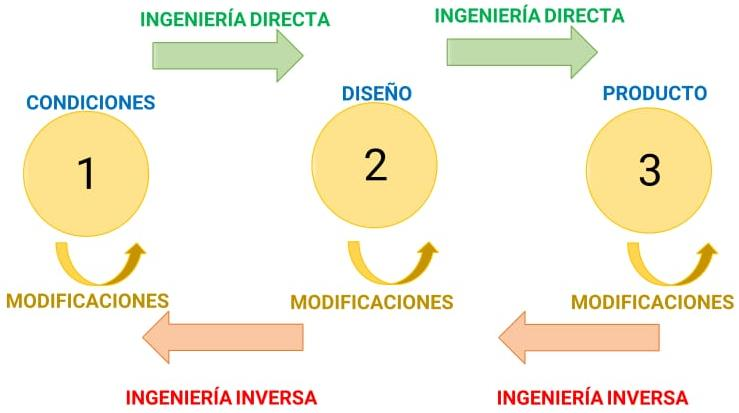 INGENIERÍA DIRECTA
INGENIERÍA DIRECTA
CONDICIONES
DISEÑO
PRODUCTO
1
2
3
MODIFICACIONES
MODIFICACIONES
MODIFICACIONES
INGENIERÍA INVERSA
INGENIERÍA INVERSA